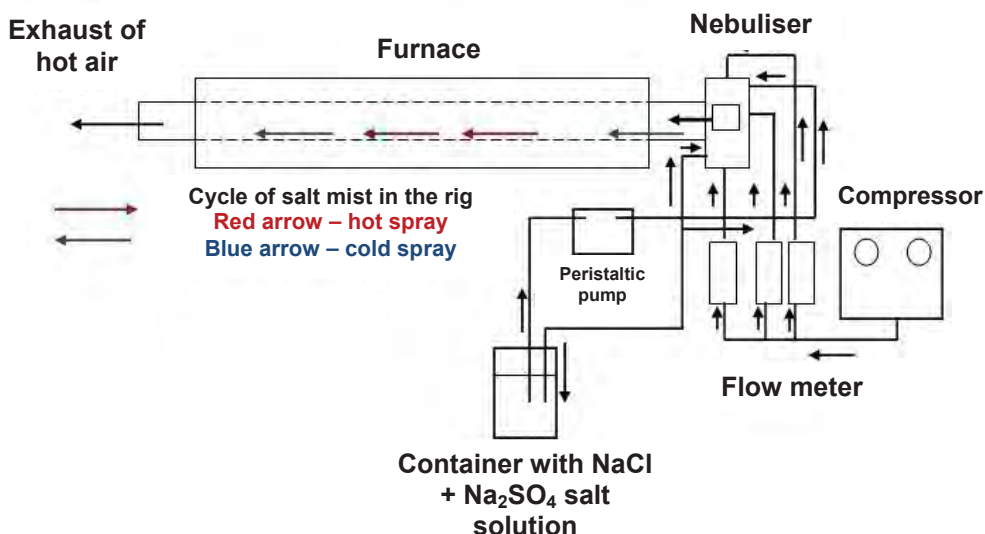 Exhaust of
hot air
Furnace
Nebuliser
Cycle of salt mist in the rig
Red arrow – hot spray
Blue arrow – cold spray
Peristaltic
pump
Compressor
Flow meter
Container with NaCl
+ Na₂SO₄ salt
solution